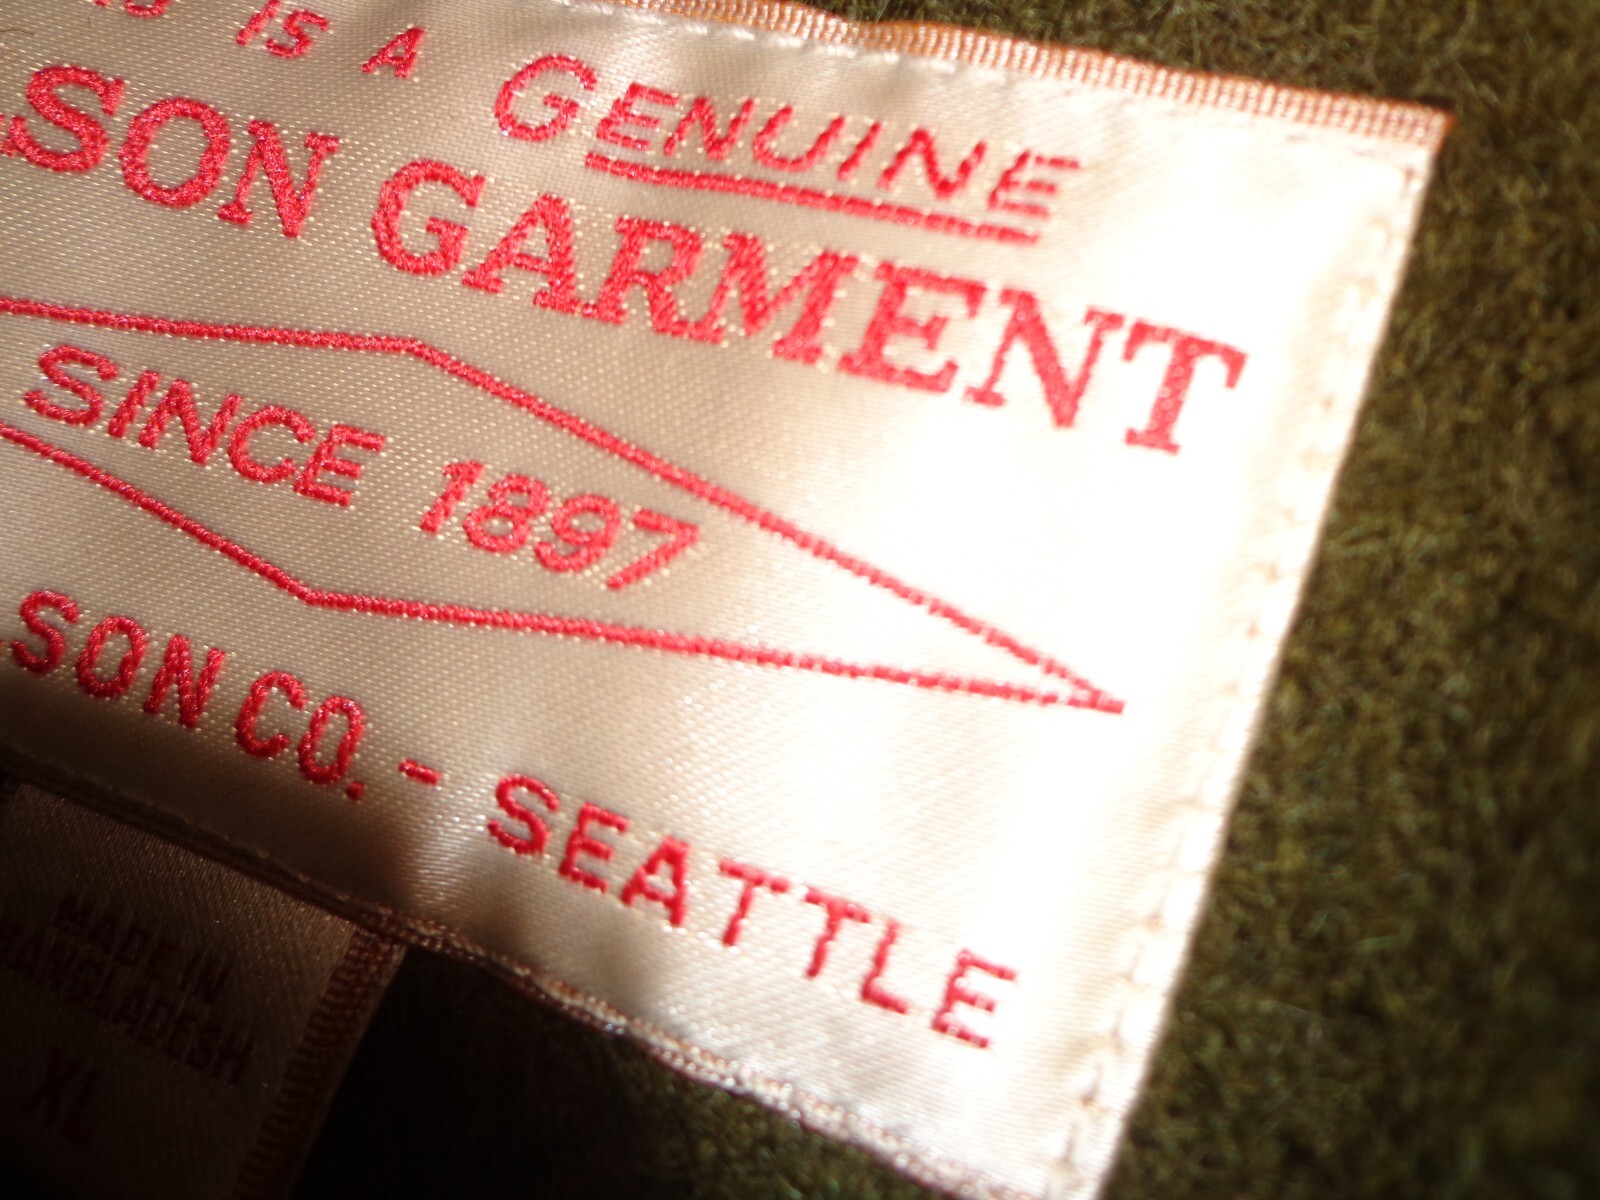 IS A GENUINE
SON GARMENT
SINCE 1897
SON CO. - SEATTLE
MADE IN
BANGLADESH
XL